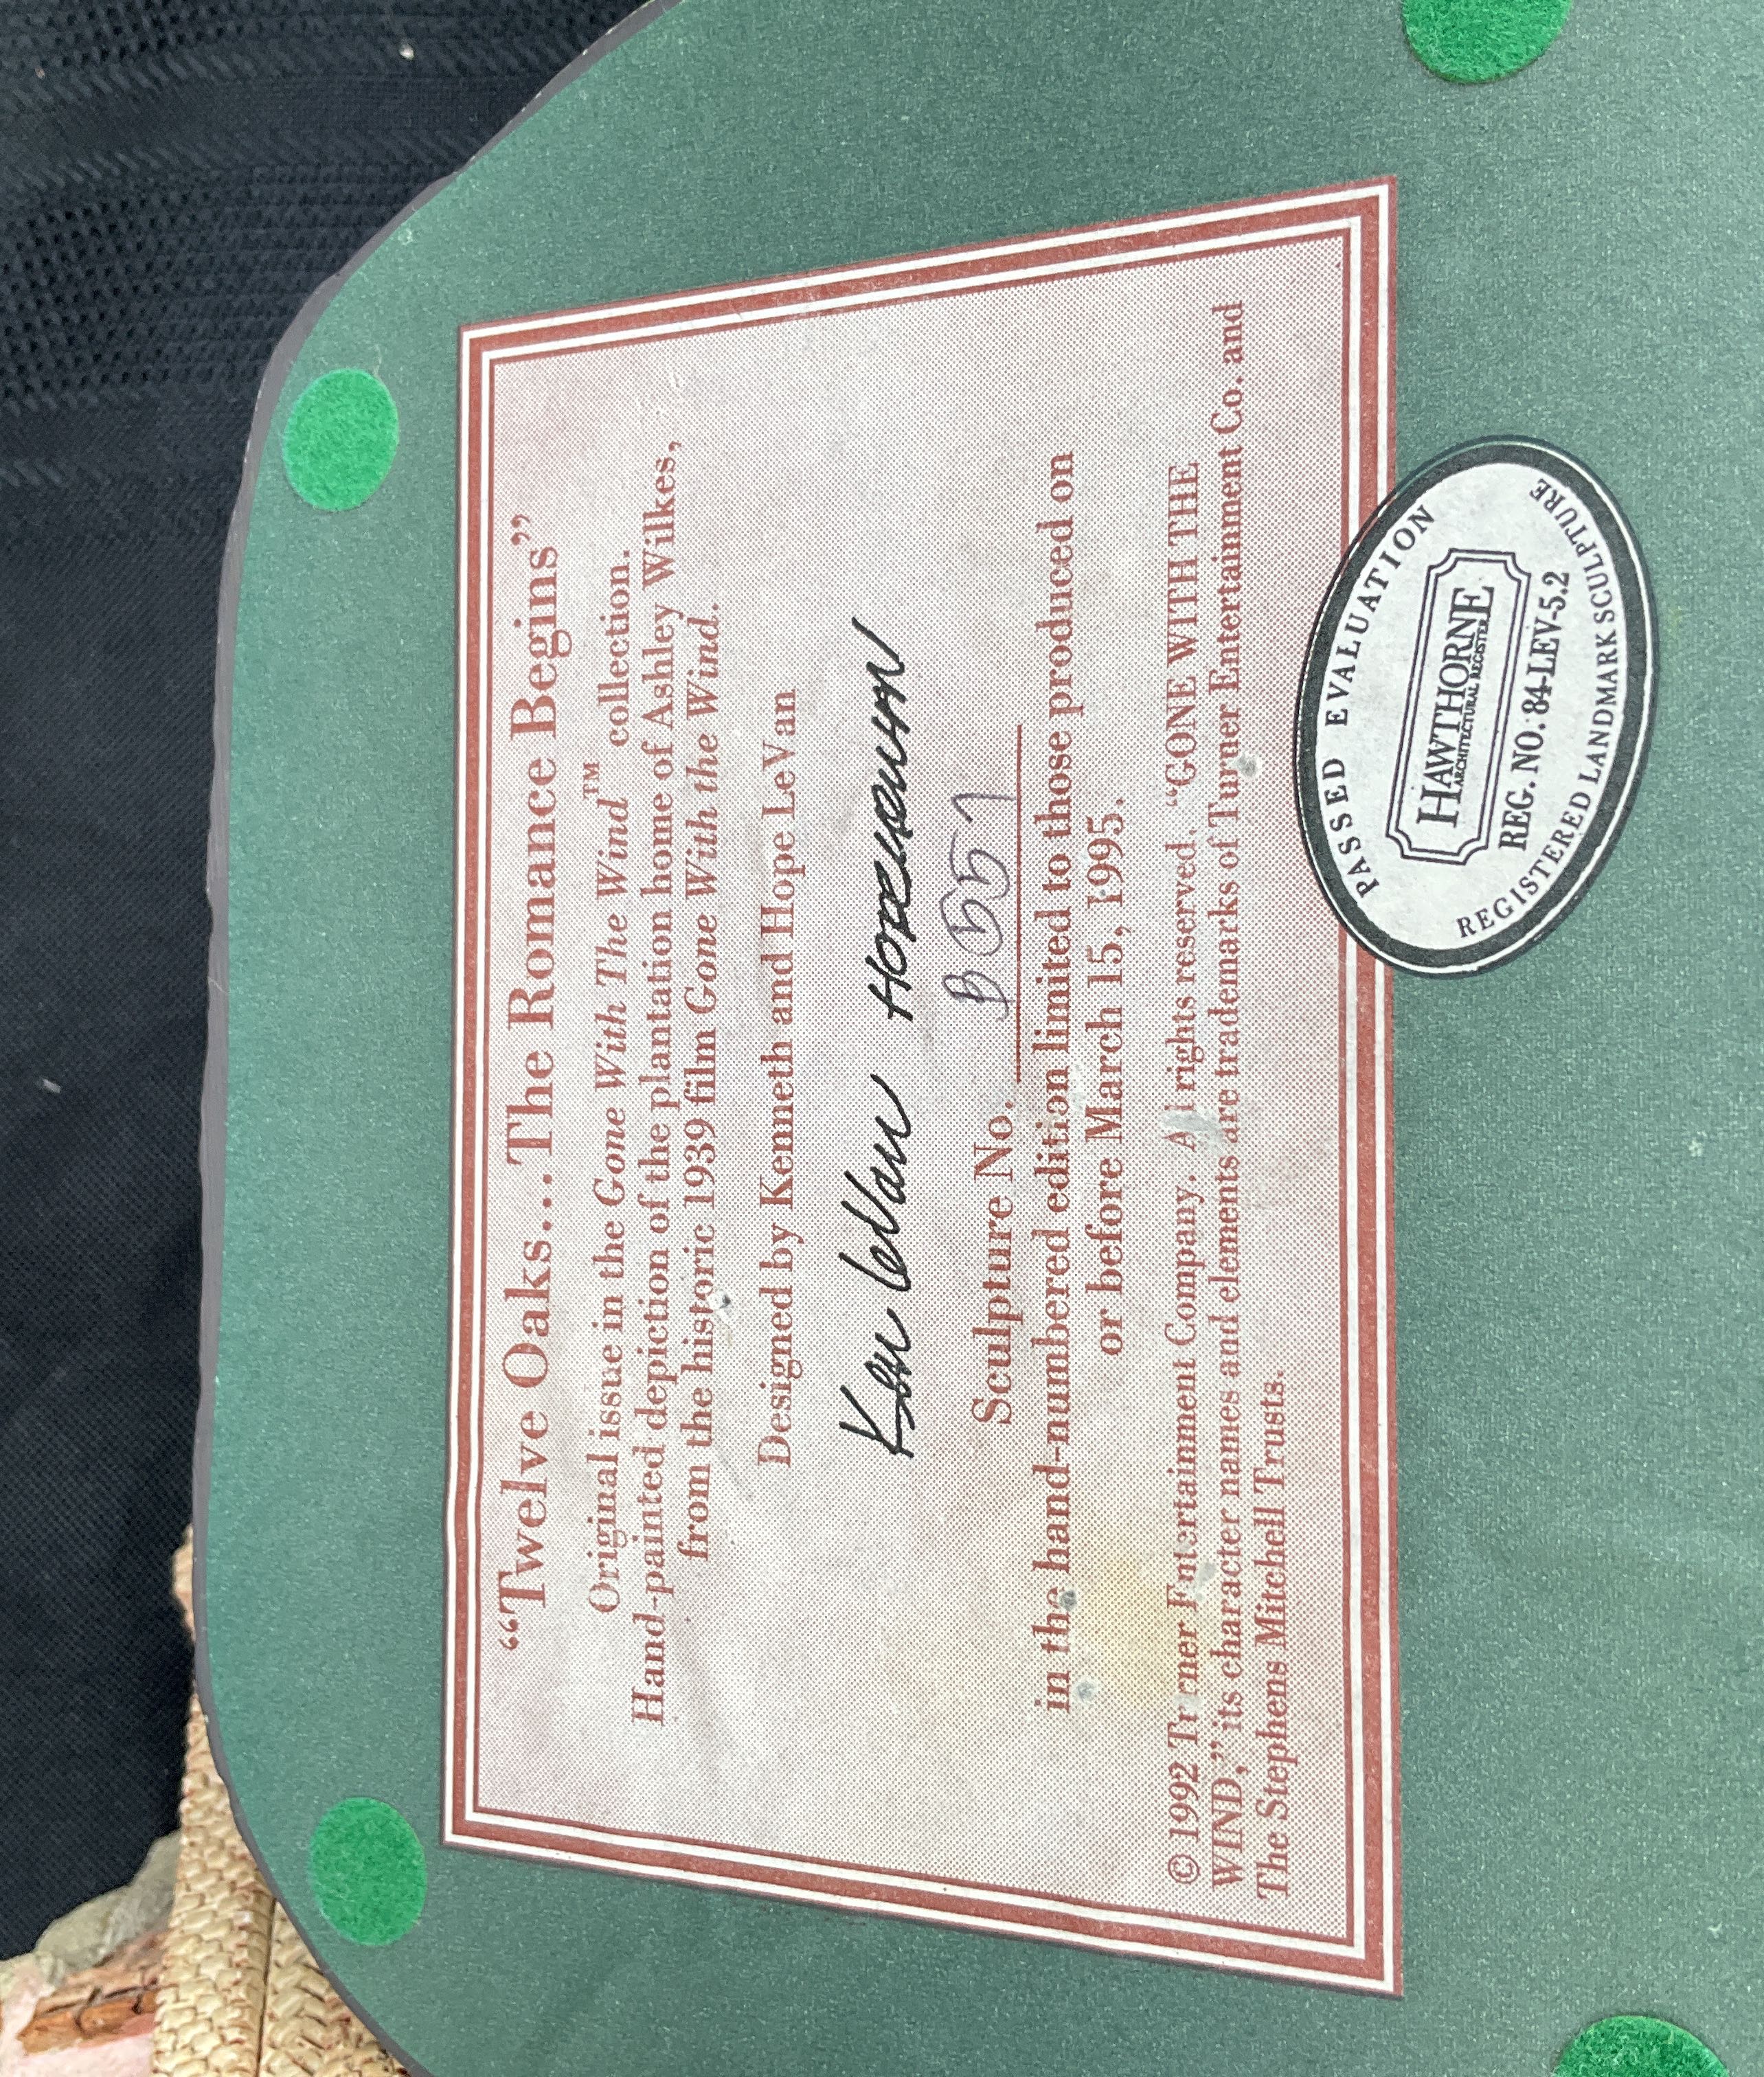 “Twelve Oaks...The Romance Begins”
Original issue in the Gone With The Wind™ collection.
Hand-painted depiction of the plantation home of Ashley Wilkes,
from the historic 1939 film Gone With the Wind.
Designed by Kenneth and Hope LeVan
Ken LeVan
Sculpture No.
in the hand-numbered edition limited to those produced on
or before March 15, 1995.
© 1992 Turner Entertainment Company. All rights reserved. “GONE WITH THE
WIND,” its character names and elements are trademarks of Turner Entertainment Co. and
The Stephens Mitchell Trusts.
PASSED EVALUATION
HAWTHORNE
ARCHITECTURAL REGISTER
REG. NO. 84-LEV-5.2
REGISTERED LANDMARK SCULPTURE